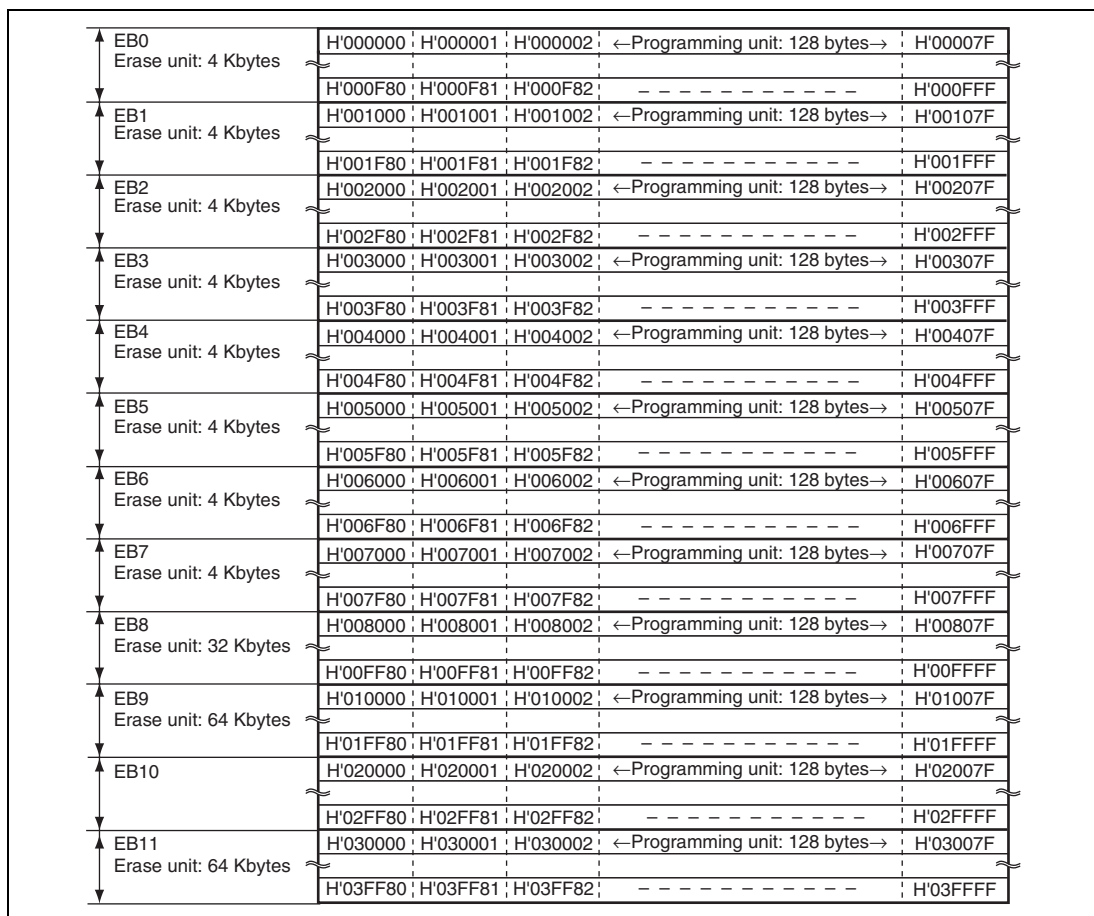 EB0 H'000000 H'000001 H'000002 ←Programming unit: 128 bytes→ H'00007F
Erase unit: 4 Kbytes
H'000F80 H'000F81 H'000F82 – – – – – – – – – – – H'000FFF
EB1 H'001000 H'001001 H'001002 ←Programming unit: 128 bytes→ H'00107F
Erase unit: 4 Kbytes
H'001F80 H'001F81 H'001F82 – – – – – – – – – – – H'001FFF
EB2 H'002000 H'002001 H'002002 ←Programming unit: 128 bytes→ H'00207F
Erase unit: 4 Kbytes
H'002F80 H'002F81 H'002F82 – – – – – – – – – – – H'002FFF
EB3 H'003000 H'003001 H'003002 ←Programming unit: 128 bytes→ H'00307F
Erase unit: 4 Kbytes
H'003F80 H'003F81 H'003F82 – – – – – – – – – – – H'003FFF
EB4 H'004000 H'004001 H'004002 ←Programming unit: 128 bytes→ H'00407F
Erase unit: 4 Kbytes
H'004F80 H'004F81 H'004F82 – – – – – – – – – – – H'004FFF
EB5 H'005000 H'005001 H'005002 ←Programming unit: 128 bytes→ H'00507F
Erase unit: 4 Kbytes
H'005F80 H'005F81 H'005F82 – – – – – – – – – – – H'005FFF
EB6 H'006000 H'006001 H'006002 ←Programming unit: 128 bytes→ H'00607F
Erase unit: 4 Kbytes
H'006F80 H'006F81 H'006F82 – – – – – – – – – – – H'006FFF
EB7 H'007000 H'007001 H'007002 ←Programming unit: 128 bytes→ H'00707F
Erase unit: 4 Kbytes
H'007F80 H'007F81 H'007F82 – – – – – – – – – – – H'007FFF
EB8 H'008000 H'008001 H'008002 ←Programming unit: 128 bytes→ H'00807F
Erase unit: 32 Kbytes
H'00FF80 H'00FF81 H'00FF82 – – – – – – – – – – – H'00FFFF
EB9 H'010000 H'010001 H'010002 ←Programming unit: 128 bytes→ H'01007F
Erase unit: 64 Kbytes
H'01FF80 H'01FF81 H'01FF82 – – – – – – – – – – – H'01FFFF
EB10 H'020000 H'020001 H'020002 ←Programming unit: 128 bytes→ H'02007F
H'02FF80 H'02FF81 H'02FF82 – – – – – – – – – – – H'02FFFF
EB11 H'030000 H'030001 H'030002 ←Programming unit: 128 bytes→ H'03007F
Erase unit: 64 Kbytes
H'03FF80 H'03FF81 H'03FF82 – – – – – – – – – – – H'03FFFF